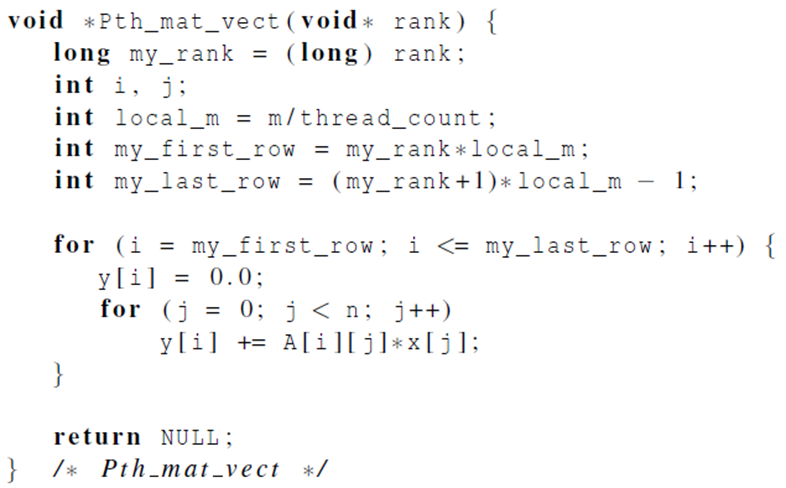 void *Pth_mat_vect(void* rank) {
   long my_rank = (long) rank;
   int i, j;
   int local_m = m/thread_count;
   int my_first_row = my_rank*local_m;
   int my_last_row = (my_rank+1)*local_m − 1;

   for (i = my_first_row; i <= my_last_row; i++) {
      y[i] = 0.0;
      for (j = 0; j < n; j++)
         y[i] += A[i][j]*x[j];
   }

   return NULL;
}  /* Pth_mat_vect */